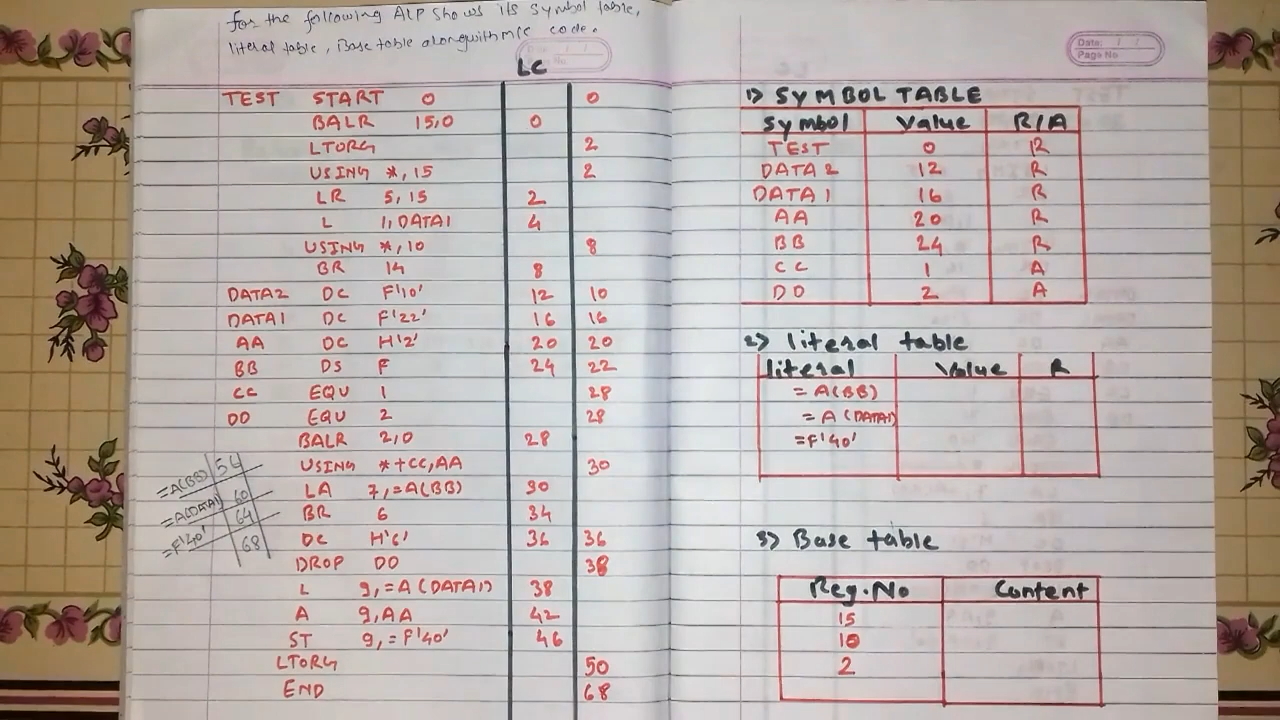 for the following ALP shows its symbol table,
literal table, Base table alongwith m/c code.
LC
TEST START 0 0
BALR 15,0 0
LTORG 2
USING *,15 2
LR 5,15 2
L 1,DATA1 4
USING *,10 8
BR 14 8
DATA2 DC F'10' 12 10
DATA1 DC F'22' 16 16
AA DC H'2' 20 20
BB DS F 24 22
CC EQU 1 28
DD EQU 2 28
BALR 2,0 28
USING *+CC,AA 30
LA 7,=A(BB) 30
BR 6 34
DC H'6' 36 36
DROP DD 38
L 9,=A(DATA1) 38
A 9,AA 42
ST 9,=F'40' 46
LTORG 50
END 68
=A(BB)
=A(DATA1) 60
=F'40' 64
68
Data: / /
Page No
1> SYMBOL TABLE
Symbol Value R/A
TEST 0 R
DATA2 12 R
DATA1 16 R
AA 20 R
BB 24 R
CC 1 A
DD 2 A
2> literal table
literal Value R
=A(BB)
=A(DATA1)
=F'40'
3> Base table
Reg.No Content
15
10
2